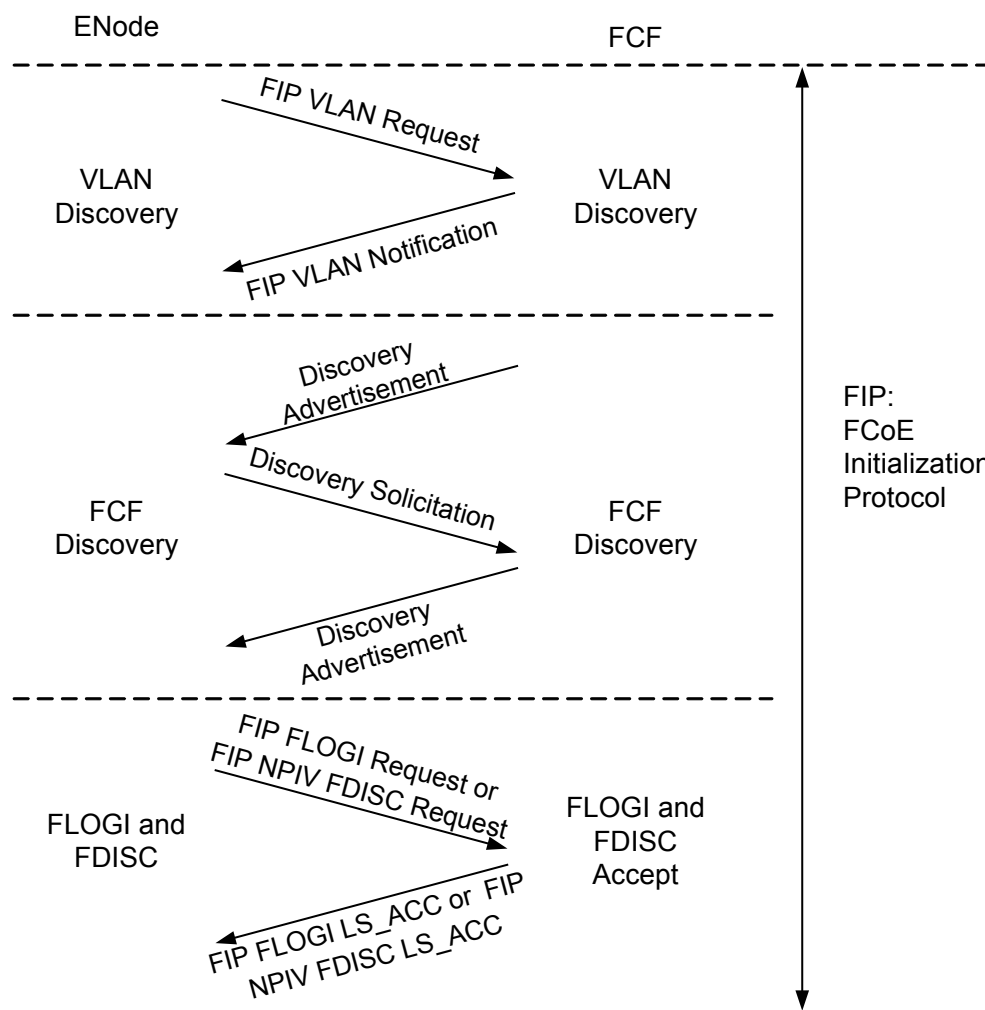 ENode
FCF
FIP VLAN Request
VLAN
Discovery
VLAN
Discovery
FIP VLAN Notification
Discovery
Advertisement
Discovery Solicitation
FCF
Discovery
FCF
Discovery
Discovery
Advertisement
FIP:
FCoE
Initialization
Protocol
FIP FLOGI Request or
FIP NPIV FDISC Request
FLOGI and
FDISC
FLOGI and
FDISC
Accept
FIP FLOGI LS_ACC or FIP
NPIV FDISC LS_ACC